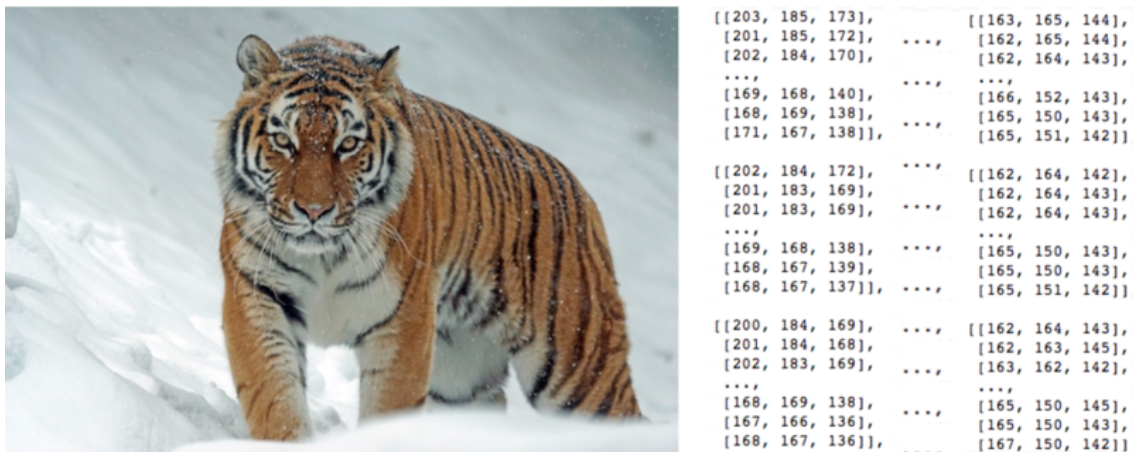 [[203, 185, 173], [[163, 165, 144],
[201, 185, 172], ..., [162, 165, 144],
[202, 184, 170], [162, 164, 143],
..., ..., ...,
[169, 168, 140], [166, 152, 143],
[168, 169, 138], ..., [165, 150, 143],
[171, 167, 138]], [165, 151, 142]]
...,
[[202, 184, 172], [[162, 164, 142],
[201, 183, 169], [162, 164, 143],
[201, 183, 169], ..., [162, 164, 143],
..., ...,
[169, 168, 138], ..., [165, 150, 143],
[168, 167, 139], [165, 150, 143],
[168, 167, 137]], ..., [165, 151, 142]]
[[200, 184, 169], ..., [[162, 164, 143],
[201, 184, 168], [162, 163, 145],
[202, 183, 169], ..., [163, 162, 142],
..., ...,
[168, 169, 138], ..., [165, 150, 145],
[167, 166, 136], [165, 150, 143],
[168, 167, 136]], ..., [167, 150, 142]]